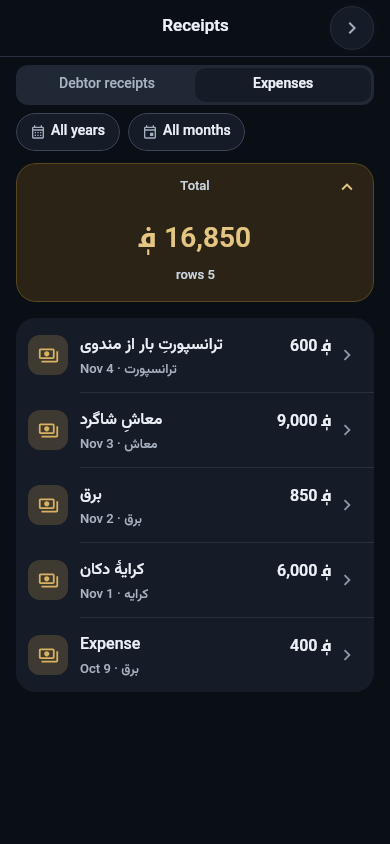 Receipts
Debtor receipts
Expenses
All years
All months
Total
؋ 16,850
rows 5
ترانسپورتِ بار از مندوی
600 ؋
Nov 4 · ترانسپورت
معاشِ شاگرد
9,000 ؋
Nov 3 · معاش
برق
850 ؋
Nov 2 · برق
کرایهٔ دکان
6,000 ؋
Nov 1 · کرایه
Expense
400 ؋
Oct 9 · برق